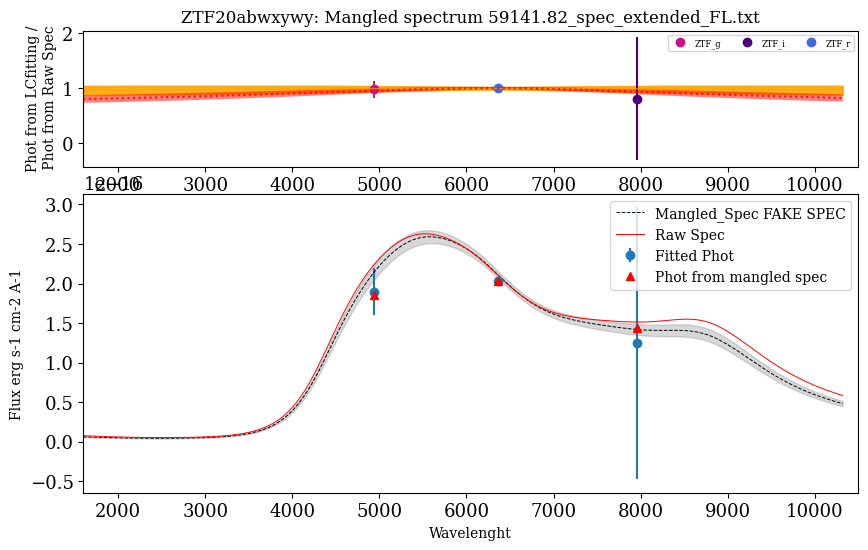 ZTF20abwxywy: Mangled spectrum 59141.82_spec_extended_FL.txt
Phot from LCfitting /
Phot from Raw Spec
2
1
0
ZTF_g
ZTF_i
ZTF_r
2000 3000 4000 5000 6000 7000 8000 9000 10000
3.0
2.5
2.0
1.5
1.0
0.5
0.0
−0.5
Flux erg s-1 cm-2 A-1
Mangled_Spec FAKE SPEC
Raw Spec
Fitted Phot
Phot from mangled spec
2000 3000 4000 5000 6000 7000 8000 9000 10000
Wavelenght